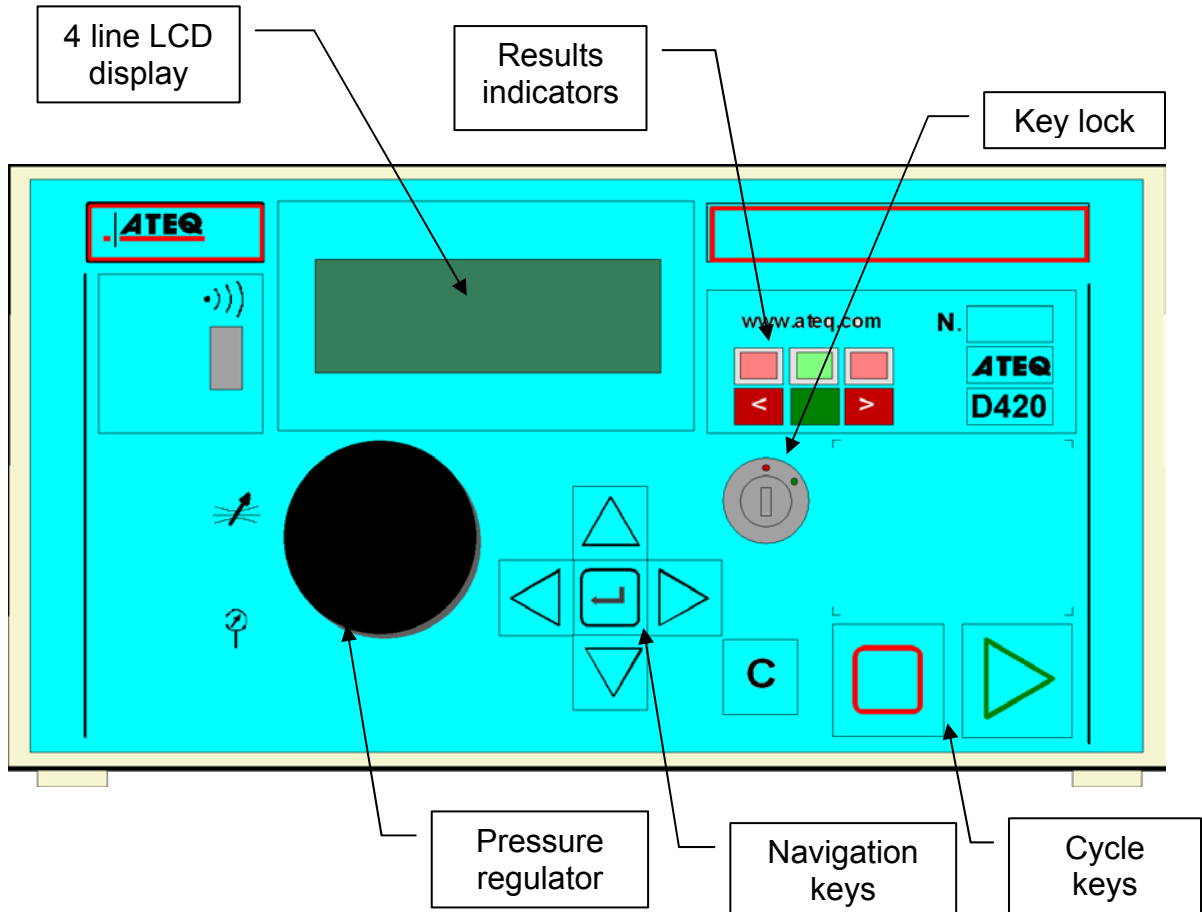 4 line LCD
display
Results
indicators
Key lock
ATEQ
www.ateq.com
N.
ATEQ
< >
D420
C
Pressure
regulator
Navigation
keys
Cycle
keys